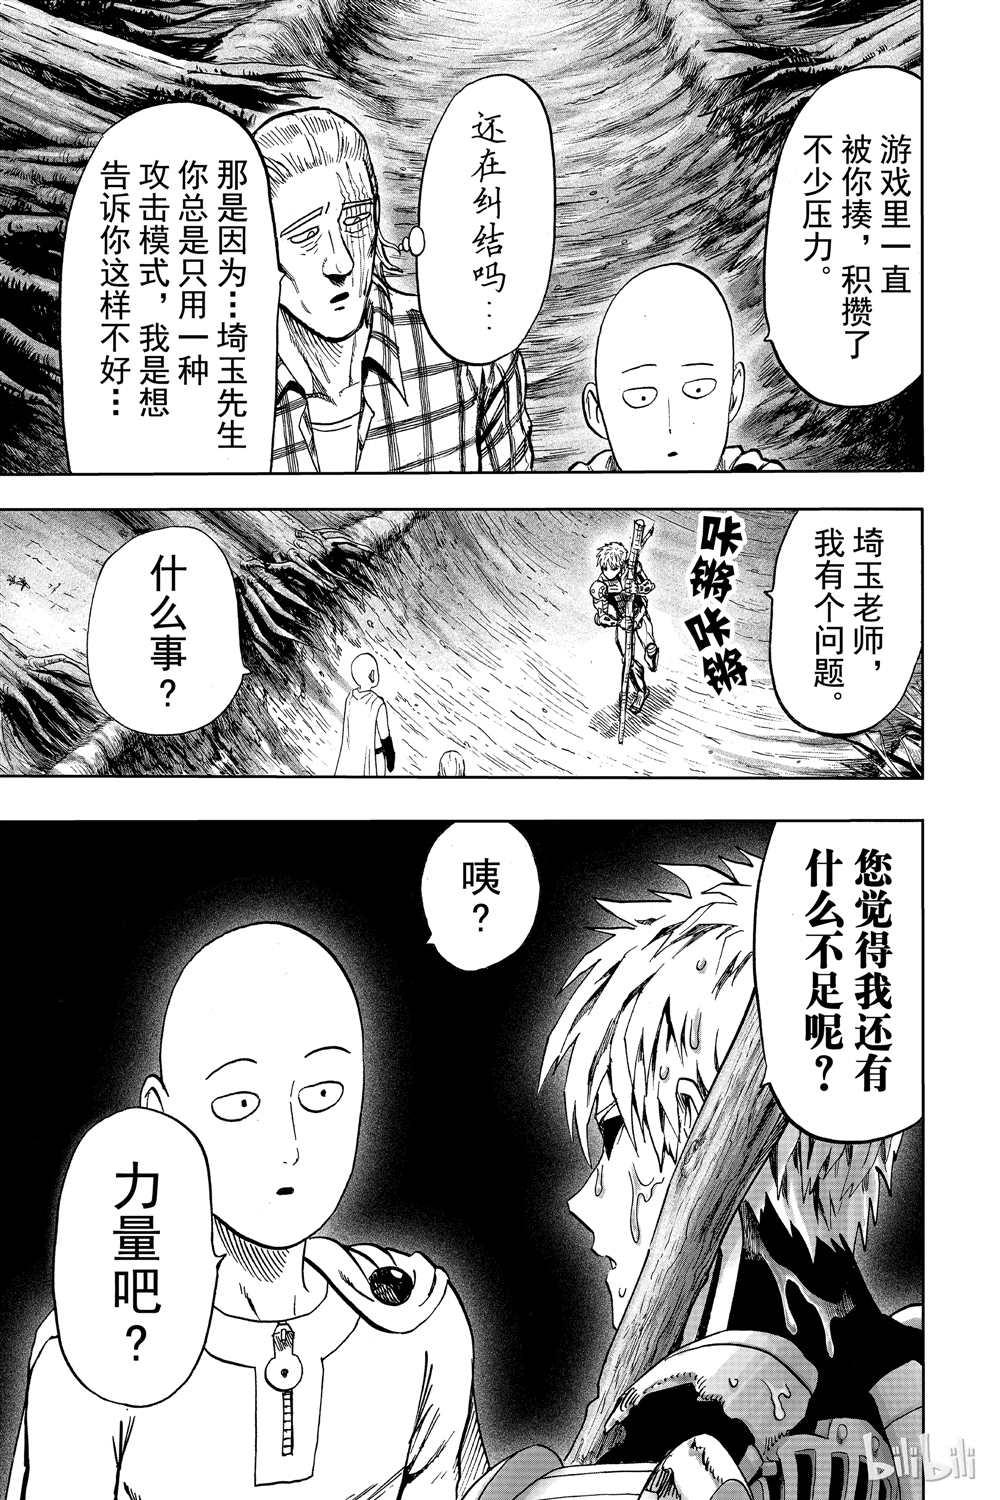 游戏里一直
被你揍，积攒了
不少压力。
还在纠结吗…
那是因为…埼玉先生
你总是只用一种
攻击模式，我是想
告诉你这样不好…
埼玉老师，
我有个问题。
咔锵咔锵
什么事？
您觉得我还有
什么不足呢？
咦？
力量吧？
bilibili